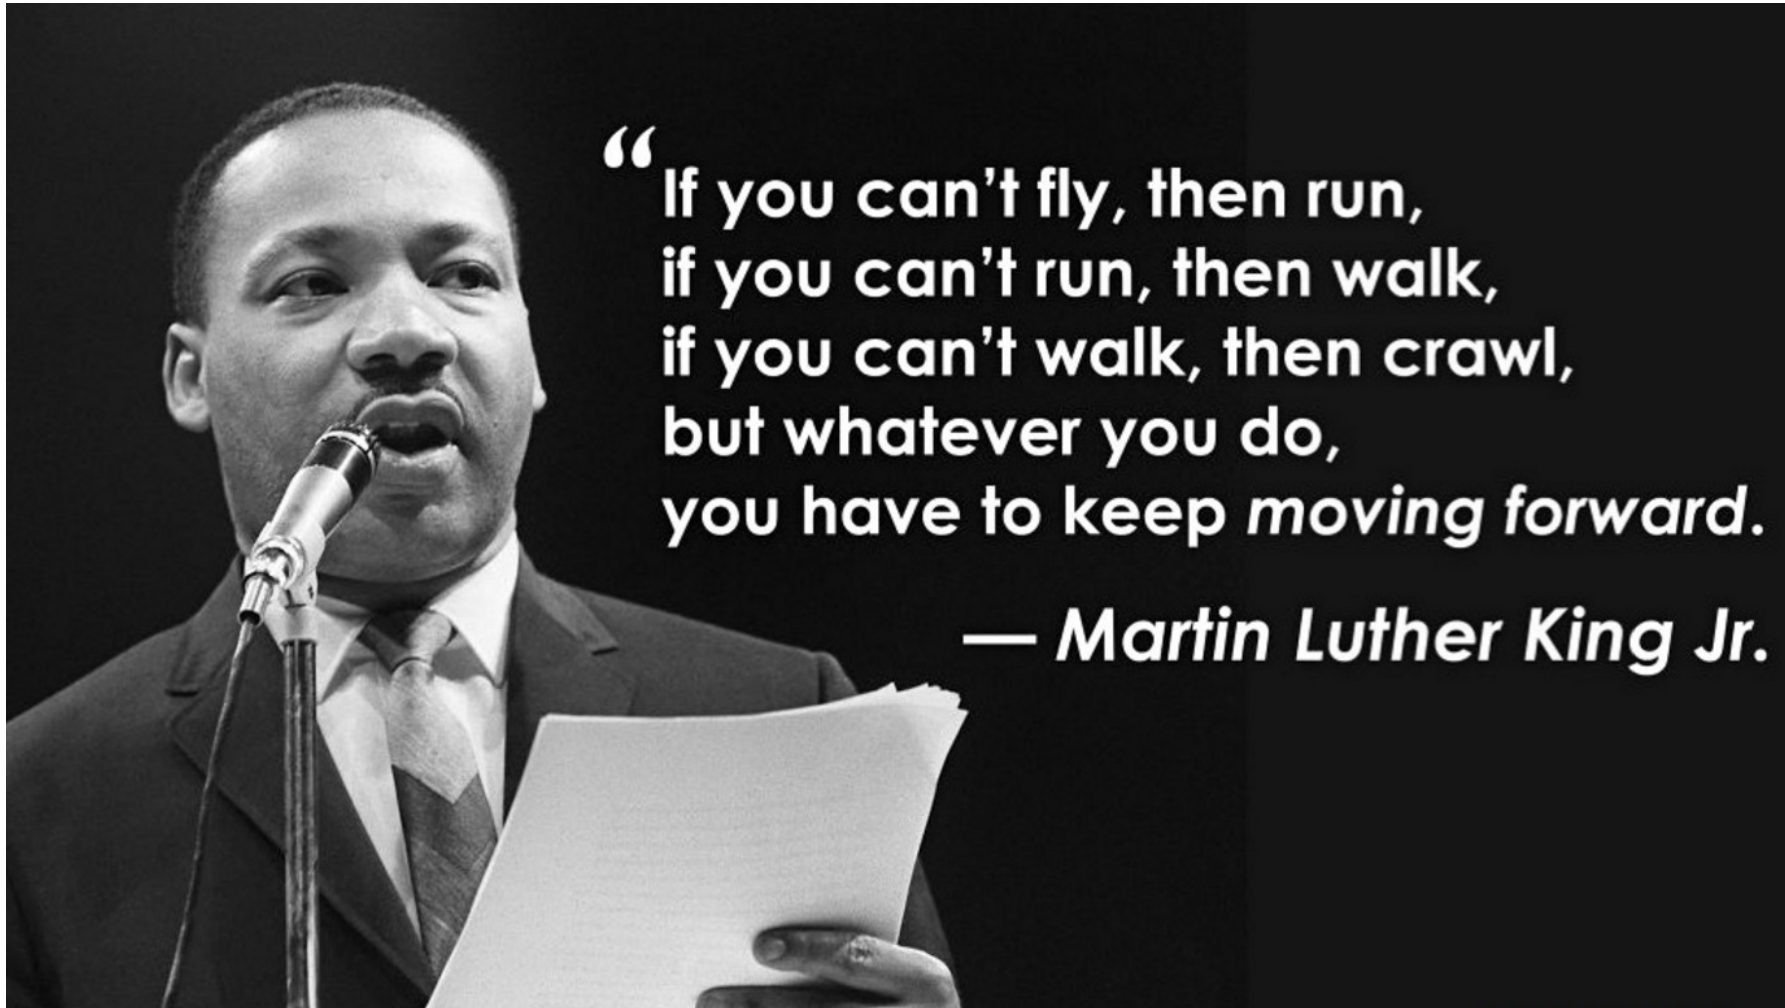 “If you can’t fly, then run,
if you can’t run, then walk,
if you can’t walk, then crawl,
but whatever you do,
you have to keep moving forward.
— Martin Luther King Jr.